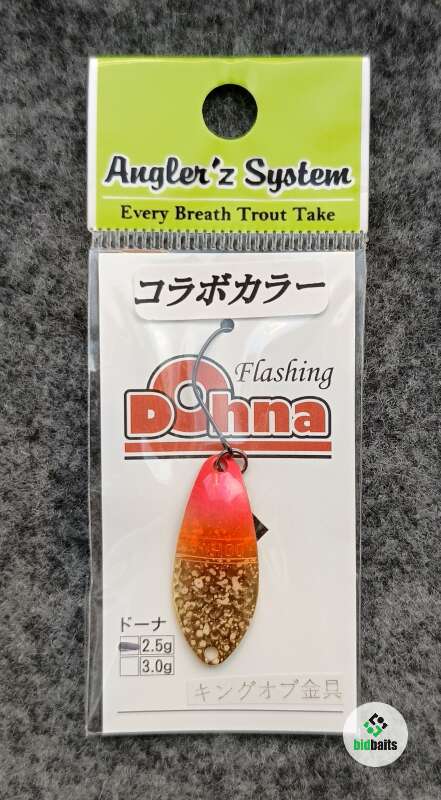 Angler'z System
Every Breath Trout Take
コラボカラー
Flashing
Dohna
ドーナ
2.5g
3.0g
キングオブ金具
bidbaits